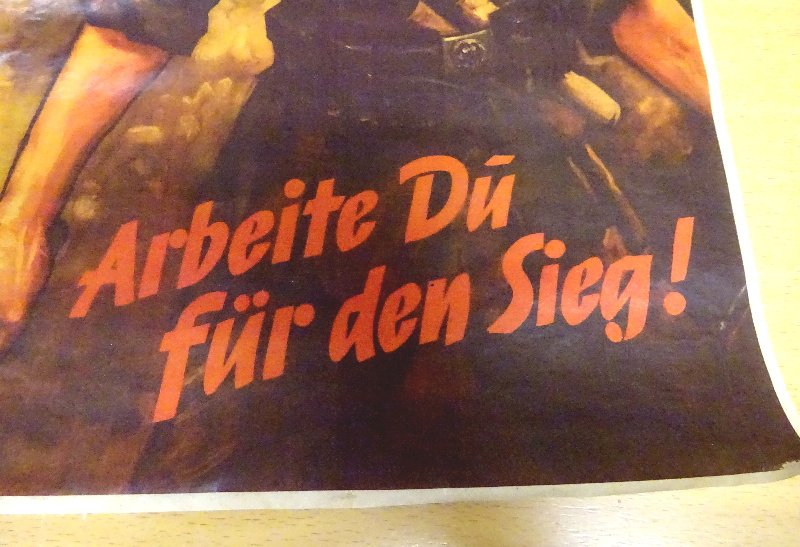 Arbeite Dū
für den Sieg!